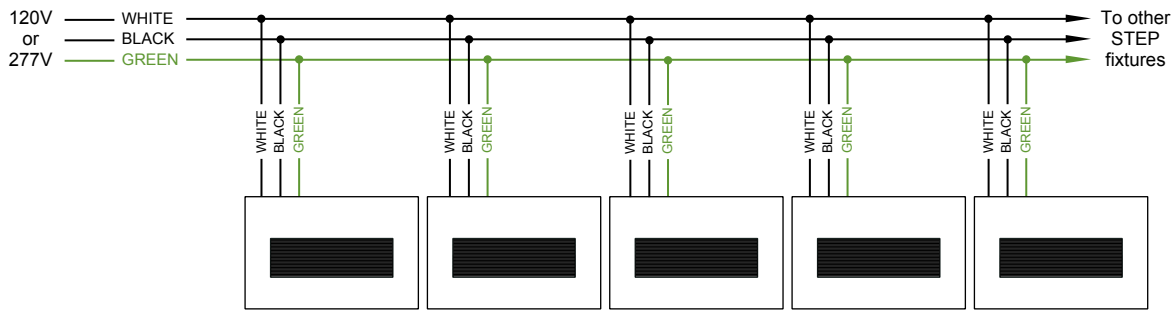 120V WHITE To other
or BLACK STEP
277V GREEN fixtures
WHITE
BLACK
GREEN
WHITE
BLACK
GREEN
WHITE
BLACK
GREEN
WHITE
BLACK
GREEN
WHITE
BLACK
GREEN